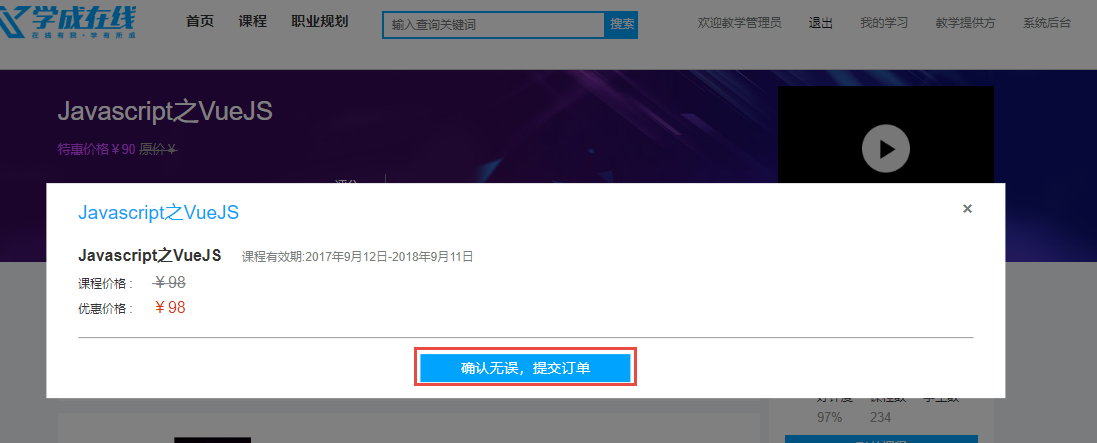 学成在线
在线有课·学有所成
首页 课程 职业规划 输入查询关键词 搜索 欢迎教学管理员 退出 我的学习 教学提供方 系统后台
Javascript之VueJS
特惠价格￥90 原价￥
Javascript之VueJS ×
Javascript之VueJS 课程有效期:2017年9月12日-2018年9月11日
课程价格： ￥98
优惠价格： ￥98
确认无误，提交订单
97% 234